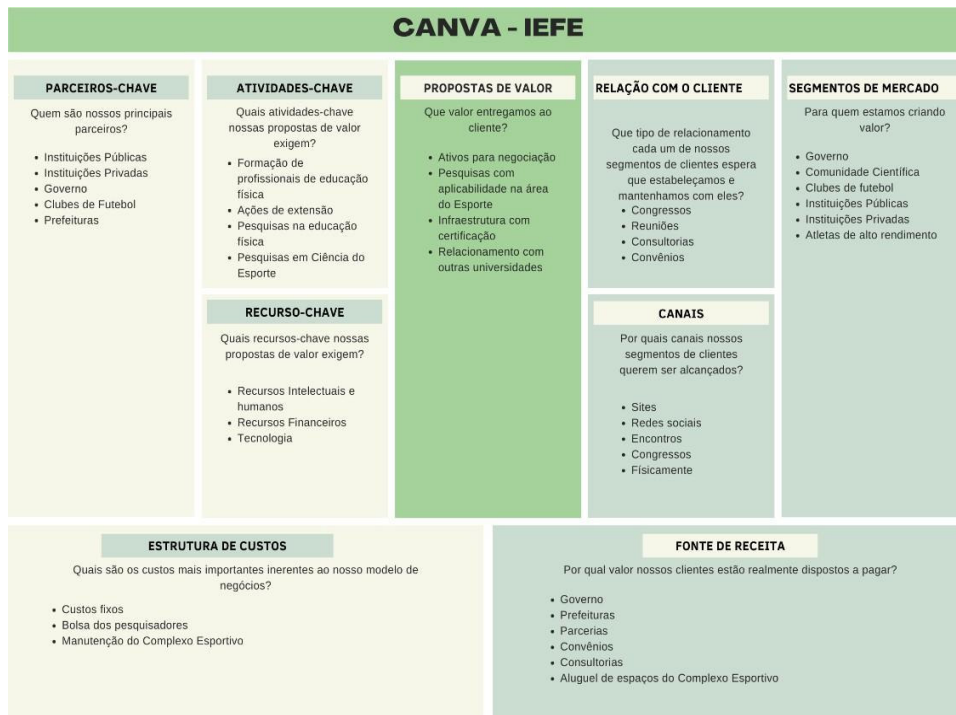 CANVA - IEFE
PARCEIROS-CHAVE
Quem são nossos principais
parceiros?
• Instituições Públicas
• Instituições Privadas
• Governo
• Clubes de Futebol
• Prefeituras
ATIVIDADES-CHAVE
Quais atividades-chave
nossas propostas de valor
exigem?
• Formação de
profissionais de educação
física
• Ações de extensão
• Pesquisas na educação
física
• Pesquisas em Ciência do
Esporte
RECURSO-CHAVE
Quais recursos-chave nossas
propostas de valor exigem?
• Recursos Intelectuais e
humanos
• Recursos Financeiros
• Tecnologia
PROPOSTAS DE VALOR
Que valor entregamos ao
cliente?
• Ativos para negociação
• Pesquisas com
aplicabilidade na área
do Esporte
• Infraestrutura com
certificação
• Relacionamento com
outras universidades
RELAÇÃO COM O CLIENTE
Que tipo de relacionamento
cada um de nossos
segmentos de clientes espera
que estabeleçamos e
mantenhamos com eles?
• Congressos
• Reuniões
• Consultorias
• Convênios
CANAIS
Por quais canais nossos
segmentos de clientes
querem ser alcançados?
• Sites
• Redes sociais
• Encontros
• Congressos
• Físicamente
SEGMENTOS DE MERCADO
Para quem estamos criando
valor?
• Governo
• Comunidade Científica
• Clubes de futebol
• Instituições Públicas
• Instituições Privadas
• Atletas de alto rendimento
ESTRUTURA DE CUSTOS
Quais são os custos mais importantes inerentes ao nosso modelo de
negócios?
• Custos fixos
• Bolsa dos pesquisadores
• Manutenção do Complexo Esportivo
FONTE DE RECEITA
Por qual valor nossos clientes estão realmente dispostos a pagar?
• Governo
• Prefeituras
• Parcerias
• Convênios
• Consultorias
• Aluguel de espaços do Complexo Esportivo